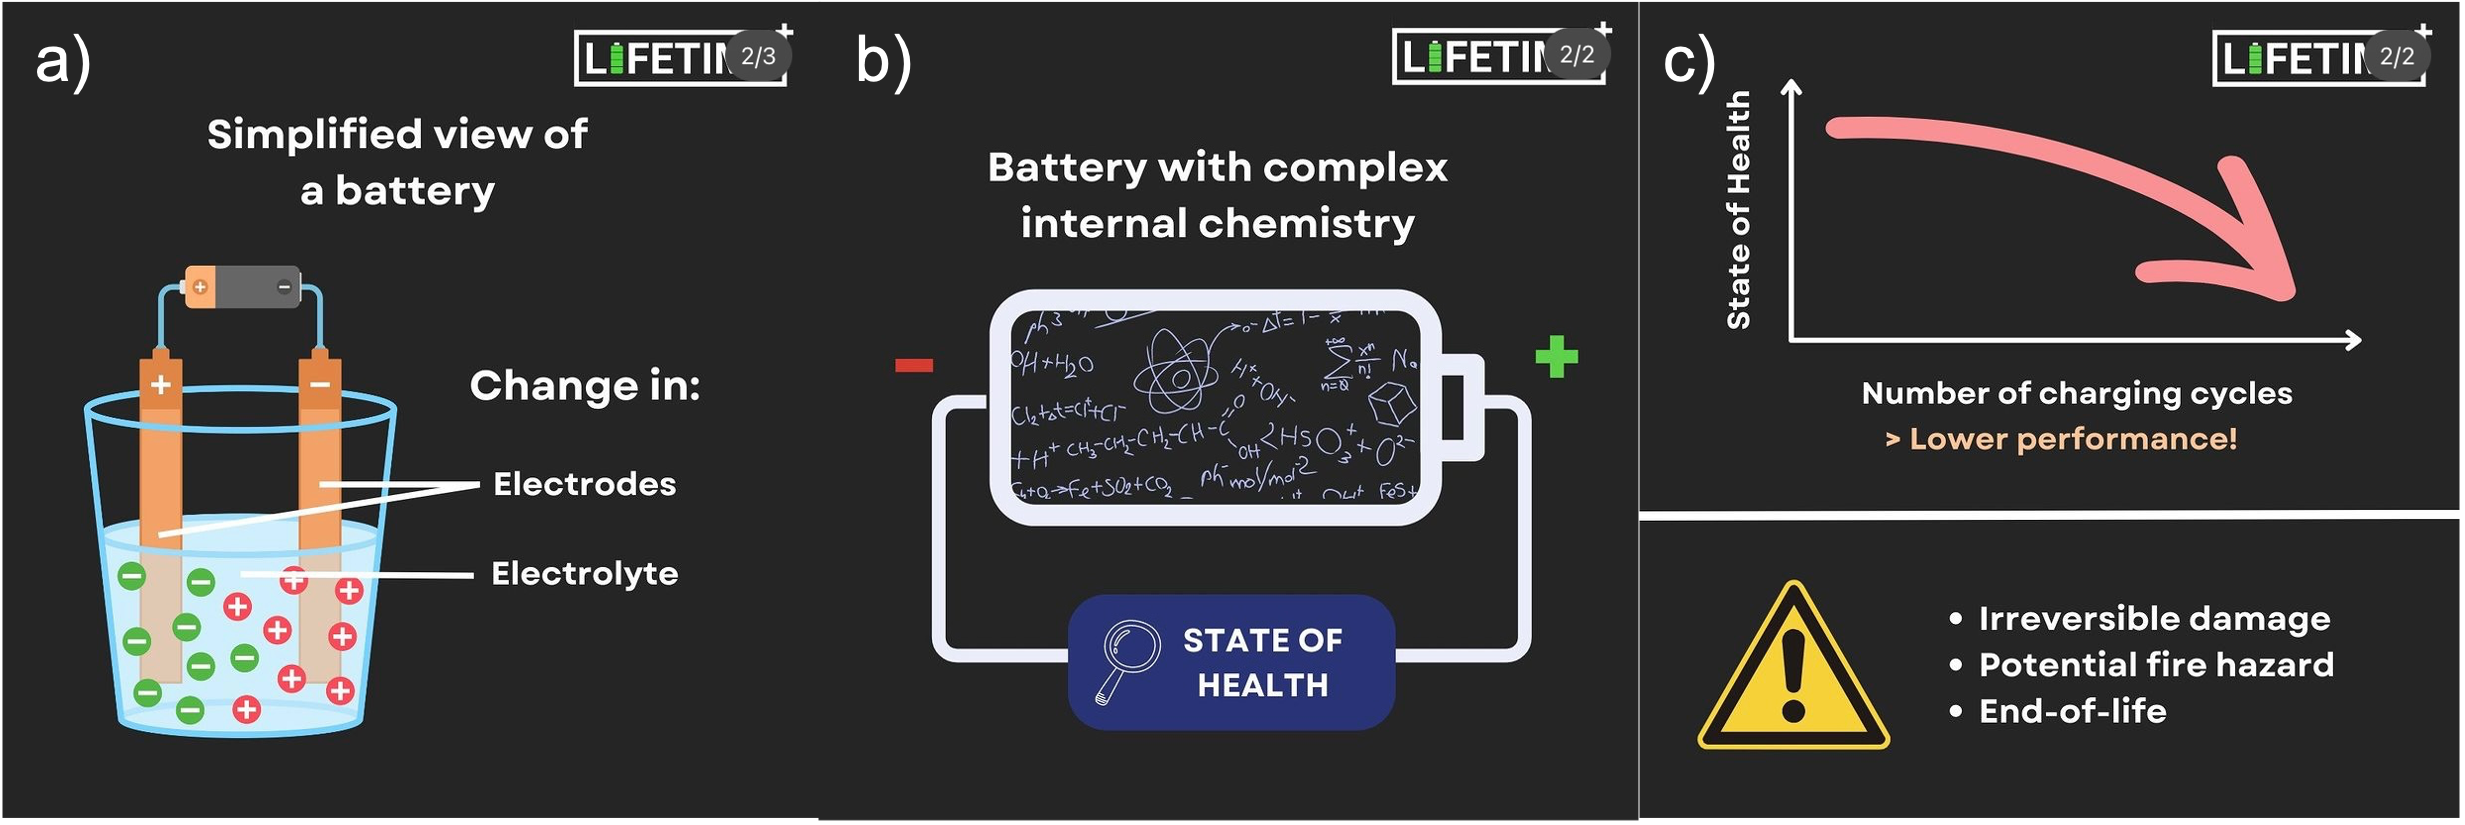 a)
LIFETIM
2/3
Simplified view of
a battery
+
−
+
−
Change in:
Electrodes
Electrolyte
b)
LIFETIM
2/2
Battery with complex
internal chemistry
−
+
OH+H2O
STATE OF
HEALTH
c)
LIFETIM
2/2
State of Health
Number of charging cycles
> Lower performance!
• Irreversible damage
• Potential fire hazard
• End-of-life